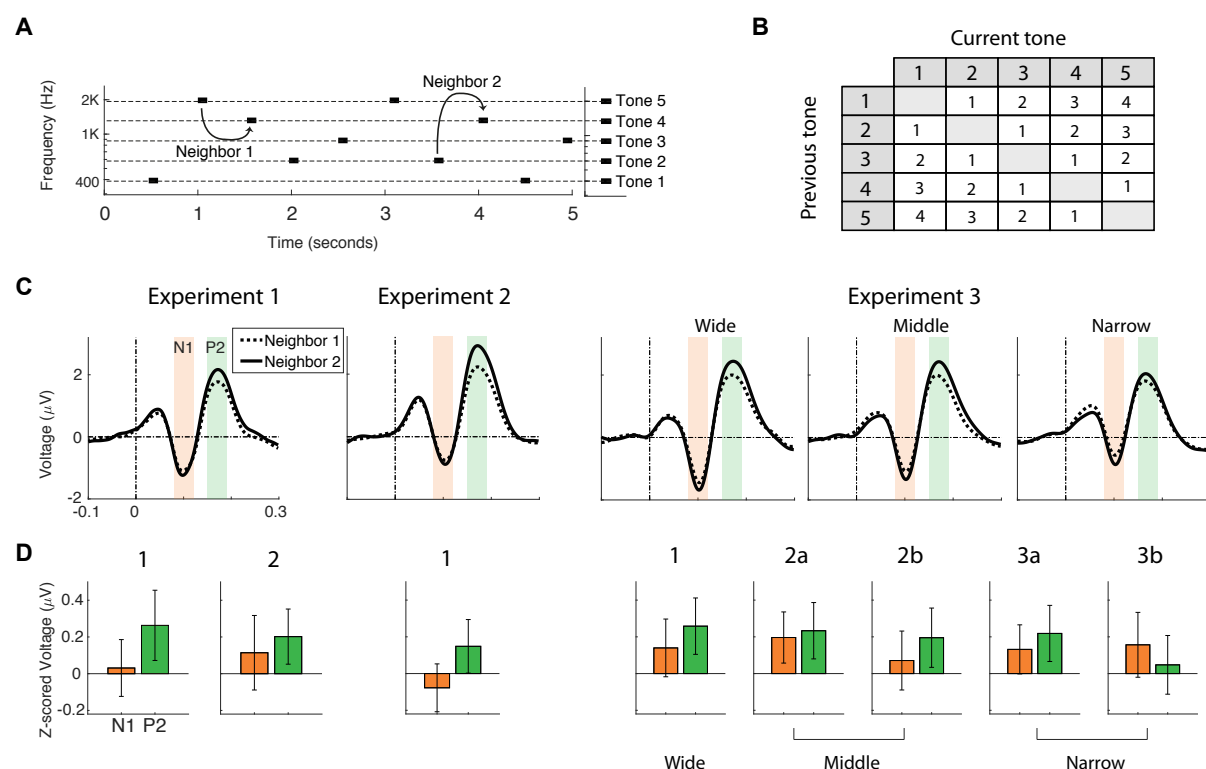 A
Frequency (Hz)
2K
1K
400
Neighbor 1
Neighbor 2
Tone 5
Tone 4
Tone 3
Tone 2
Tone 1
0 1 2 3 4 5
Time (seconds)
B
Current tone
Previous tone
1 2 3 4 5
1 1 2 3 4
2 1 1 2 3
3 2 1 1 2
4 3 2 1 1
5 4 3 2 1
C
Experiment 1
Experiment 2
Experiment 3
Wide
Middle
Narrow
N1 P2
Neighbor 1
Neighbor 2
Voltage (μV)
2
0
-2
-0.1 0 0.3
D
1 2 1 1 2a 2b 3a 3b
Z-scored Voltage (μV)
0.4
0.2
0
-0.2
N1 P2
Wide Middle Narrow